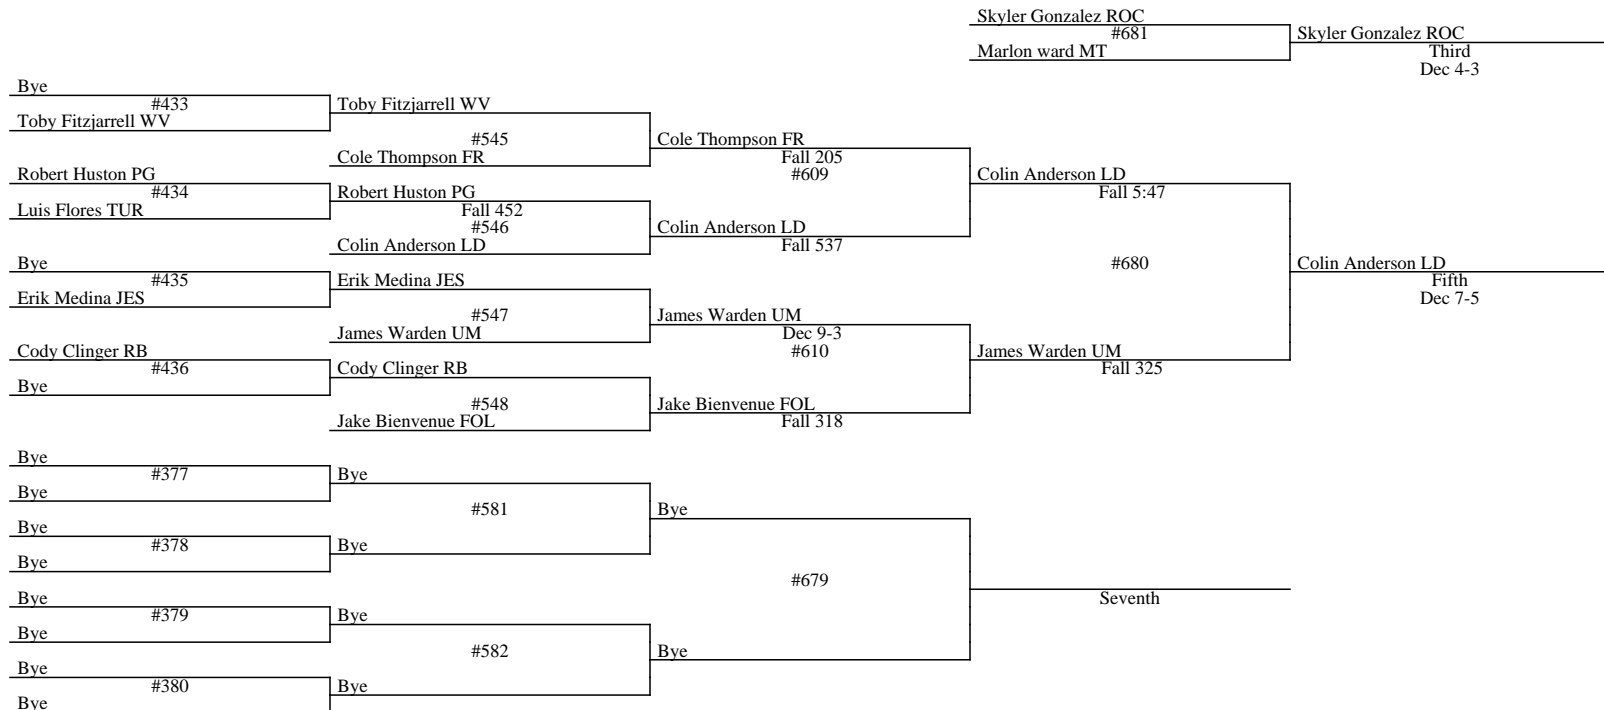 Skyler Gonzalez ROC
#681
Marlon ward MT
Skyler Gonzalez ROC
Third
Dec 4-3
Bye
#433
Toby Fitzjarrell WV
Toby Fitzjarrell WV
#545
Cole Thompson FR
Cole Thompson FR
Fall 205
#609
Robert Huston PG
#434
Luis Flores TUR
Robert Huston PG
Fall 452
#546
Colin Anderson LD
Colin Anderson LD
Fall 537
Colin Anderson LD
Fall 5:47
#680
Colin Anderson LD
Fifth
Dec 7-5
Bye
#435
Erik Medina JES
Erik Medina JES
#547
James Warden UM
James Warden UM
Dec 9-3
#610
James Warden UM
Fall 325
Cody Clinger RB
#436
Bye
Cody Clinger RB
#548
Jake Bienvenue FOL
Jake Bienvenue FOL
Fall 318
Bye
#377
Bye
Bye
#581
Bye
#378
Bye
Bye
Bye
#679
Seventh
Bye
#379
Bye
Bye
#582
Bye
Bye
#380
Bye
Bye